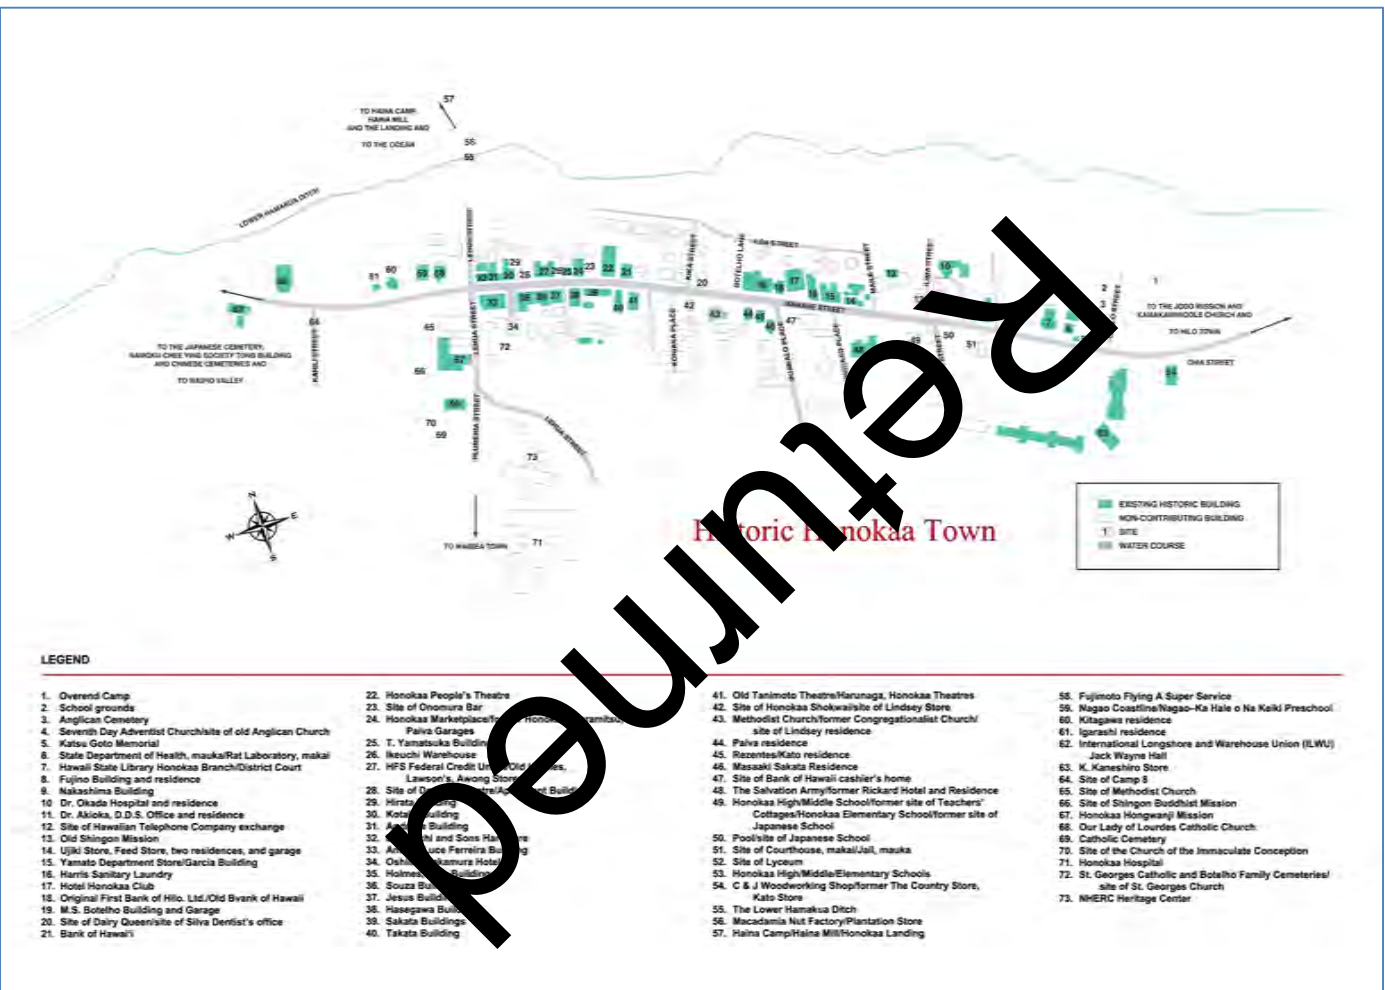 57
TO HAINA CAMP,
HAINA MILL
AND THE LANDING AND
TO THE OCEAN
56
55
LOWER HAMAKUA DITCH
KIKA STREET
BOTELHO LANE
MAILE STREET
TO THE JODO MISSION AND
TO HILO TOWN
OHIA STREET
TO THE JAPANESE CEMETERY,
AND CHINESE CEMETERIES AND
TO WAIPIO VALLEY
KAHILI STREET
LEHUA STREET
PLUMERIA STREET
LEHUA STREET
TO WAIMEA TOWN
Historic Honokaa Town
Returned
EXISTING HISTORIC BUILDING
NON-CONTRIBUTING BUILDING
1 SITE
WATER COURSE
LEGEND
1. Overend Camp
2. School grounds
3. Anglican Cemetery
4. Seventh Day Adventist Church/site of old Anglican Church
5. Katsu Goto Memorial
6. State Department of Health, mauka/Rat Laboratory, makai
7. Hawaii State Library Honokaa Branch/District Court
8. Fujino Building and residence
9. Nakashima Building
10 Dr. Okada Hospital and residence
11. Dr. Akioka, D.D.S. Office and residence
12. Site of Hawaiian Telephone Company exchange
13. Old Shingon Mission
14. Ujiki Store, Feed Store, two residences, and garage
15. Yamato Department Store/Garcia Building
16. Harris Sanitary Laundry
17. Hotel Honokaa Club
18. Original First Bank of Hilo. Ltd./Old Bvank of Hawaii
19. M.S. Botelho Building and Garage
20. Site of Dairy Queen/site of Silva Dentist's office
21. Bank of Hawai'i
22. Honokaa People's Theatre
23. Site of Onomura Bar
24. Honokaa Marketplace/
Paiva Garages
25. T. Yamatsuka Building
26. Ikeuchi Warehouse
27. HFS Federal Credit
Lawson's, Awong Store
28. Site of
29. Hirata
30.
31. Building
32. and Sons
33. Luce Ferreira
34.
35.
36. Souza
37. Jesus
38. Hasegawa
39. Sakata Buildings
40. Takata Building
41. Old Tanimoto Theatre/Harunaga, Honokaa Theatres
42. Site of Honokaa Shokwai/site of Lindsey Store
43. Methodist Church/former Congregationalist Church/
site of Lindsey residence
44. Paiva residence
45. Rezentes/Kato residence
46. Masaaki Sakata Residence
47. Site of Bank of Hawaii cashier's home
48. The Salvation Army/former Rickard Hotel and Residence
49. Honokaa High/Middle School/former site of Teachers'
Cottages/Honokaa Elementary School/former site of
Japanese School
50. Pool/site of Japanese School
51. Site of Courthouse, makai/Jail, mauka
52. Site of Lyceum
53. Honokaa High/Middle/Elementary Schools
54. C & J Woodworking Shop/former The Country Store,
Kato Store
55. The Lower Hamakua Ditch
56. Macadamia Nut Factory/Plantation Store
57. Haina Camp/Haina Mill/Honokaa Landing
58. Fujimoto Flying A Super Service
59. Nagao Coastline/Nagao-Ka Hale o Na Keiki Preschool
60. Kitagawa residence
61. Igarashi residence
62. International Longshore and Warehouse Union (ILWU)
Jack Wayne Hall
63. K. Kaneshiro Store
64. Site of Camp 8
65. Site of Methodist Church
66. Site of Shingon Buddhist Mission
67. Honokaa Hongwanji Mission
68. Our Lady of Lourdes Catholic Church
69. Catholic Cemetery
70. Site of the Church of the Immaculate Conception
71. Honokaa Hospital
72. St. Georges Catholic and Botelho Family Cemeteries/
site of St. Georges Church
73. NHERC Heritage Center